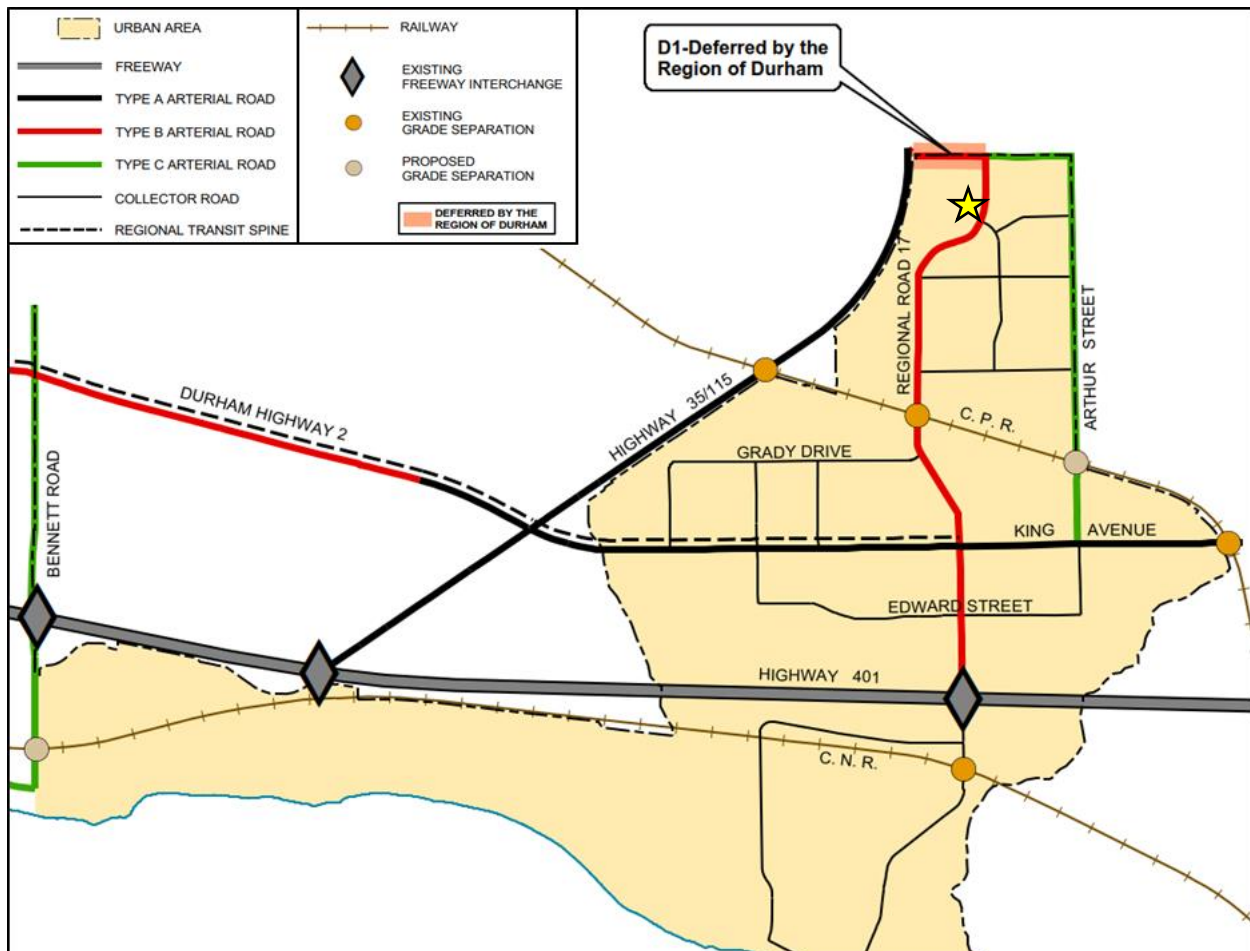 URBAN AREA
FREEWAY
TYPE A ARTERIAL ROAD
TYPE B ARTERIAL ROAD
TYPE C ARTERIAL ROAD
COLLECTOR ROAD
REGIONAL TRANSIT SPINE
RAILWAY
EXISTING
FREEWAY INTERCHANGE
EXISTING
GRADE SEPARATION
PROPOSED
GRADE SEPARATION
DEFERRED BY THE
REGION OF DURHAM
D1-Deferred by the
Region of Durham
REGIONAL ROAD 17
ARTHUR STREET
HIGHWAY 35/115
DURHAM HIGHWAY 2
C. P. R.
GRADY DRIVE
BENNETT ROAD
KING AVENUE
EDWARD STREET
HIGHWAY 401
C. N. R.